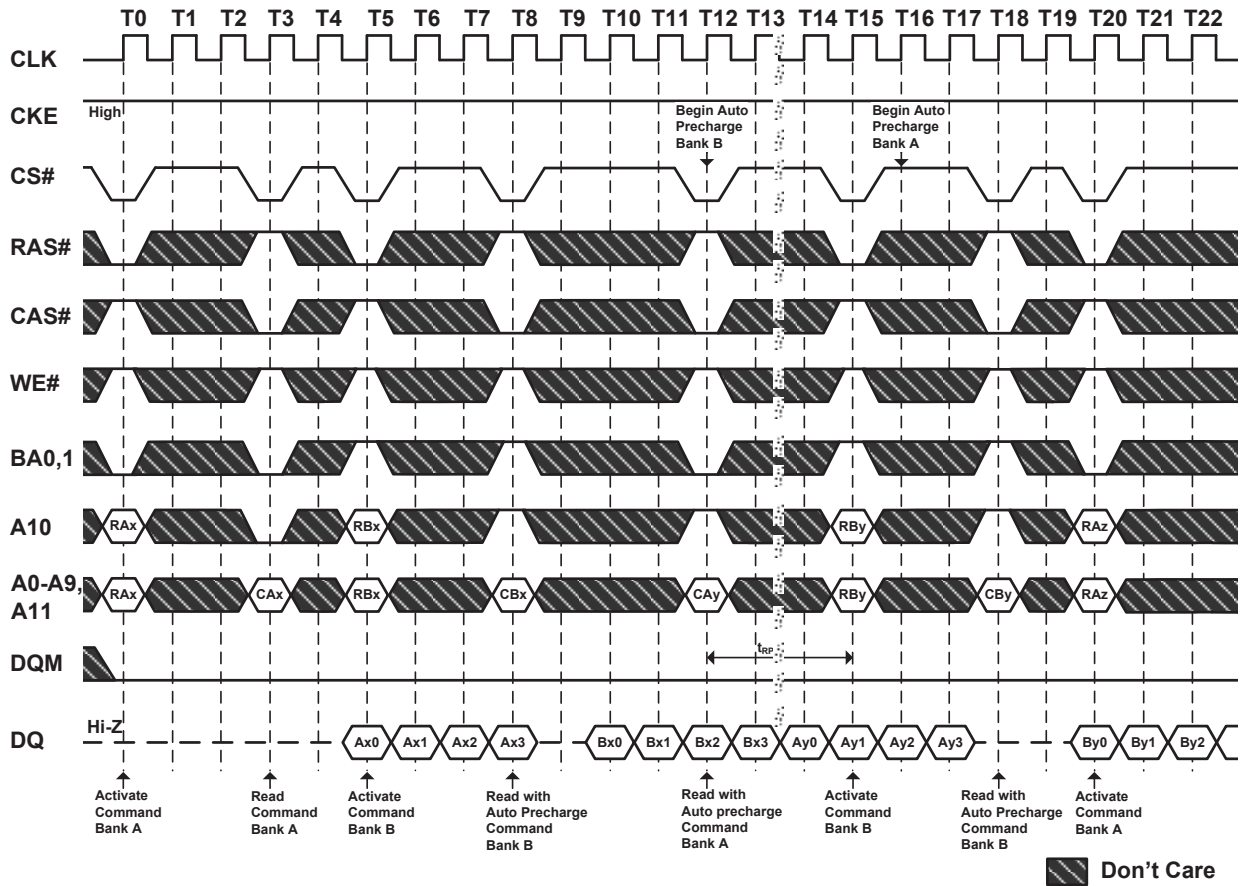 T0 T1 T2 T3 T4 T5 T6 T7 T8 T9 T10 T11 T12 T13 T14 T15 T16 T17 T18 T19 T20 T21 T22
CLK
CKE
High
Begin Auto
Precharge
Bank B
Begin Auto
Precharge
Bank A
CS#
RAS#
CAS#
WE#
BA0,1
A10
RAx RBx RBy RAz
A0-A9,
A11
RAx CAx RBx CBx CAy RBy CBy RAz
DQM
tRP
DQ
Hi-Z
Ax0 Ax1 Ax2 Ax3 Bx0 Bx1 Bx2 Bx3 Ay0 Ay1 Ay2 Ay3 By0 By1 By2
Activate
Command
Bank A
Read
Command
Bank A
Activate
Command
Bank B
Read with
Auto Precharge
Command
Bank B
Read with
Auto precharge
Command
Bank A
Activate
Command
Bank B
Read with
Auto Precharge
Command
Bank B
Activate
Command
Bank A
Don't Care